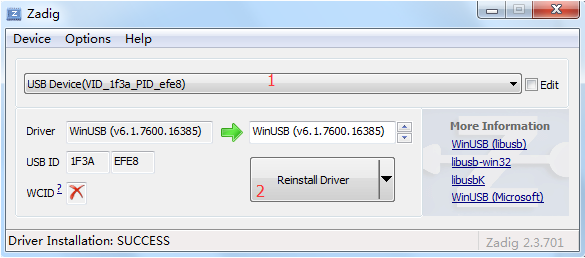 Zadig
Device Options Help
USB Device(VID_1f3a_PID_efe8) 1 Edit
Driver WinUSB (v6.1.7600.16385) WinUSB (v6.1.7600.16385)
USB ID 1F3A EFE8
WCID ?
2 Reinstall Driver
More Information
WinUSB (libusb)
libusb-win32
libusbK
WinUSB (Microsoft)
Driver Installation: SUCCESS Zadig 2.3.701